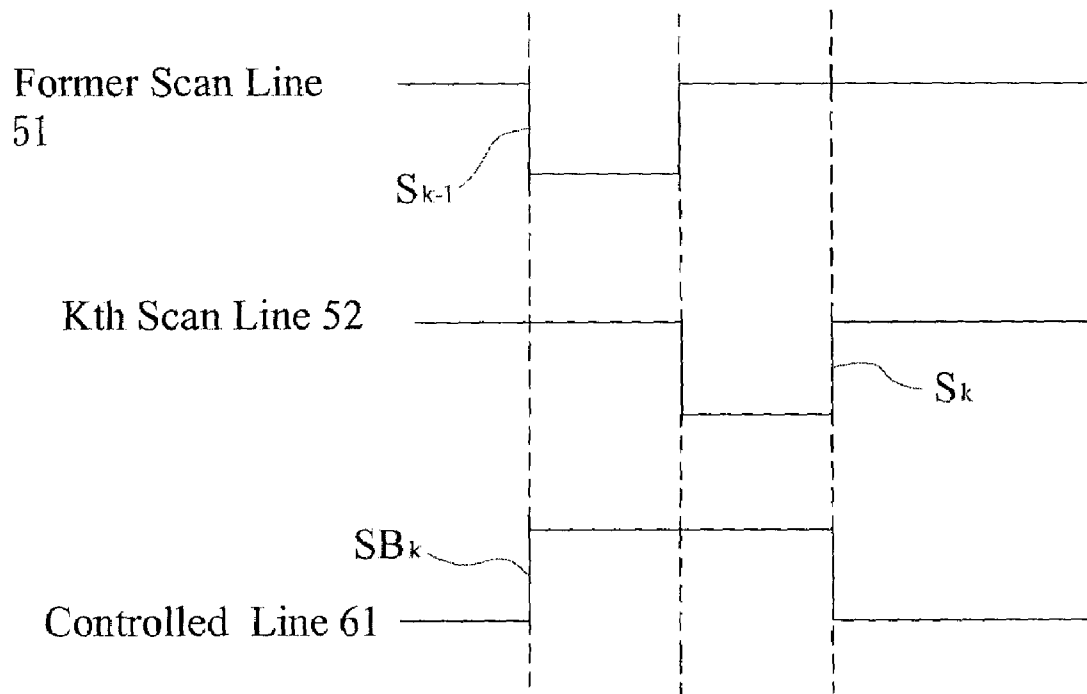 Former Scan Line
51
Sk-1
Kth Scan Line 52
Sk
SBk
Controlled Line 61